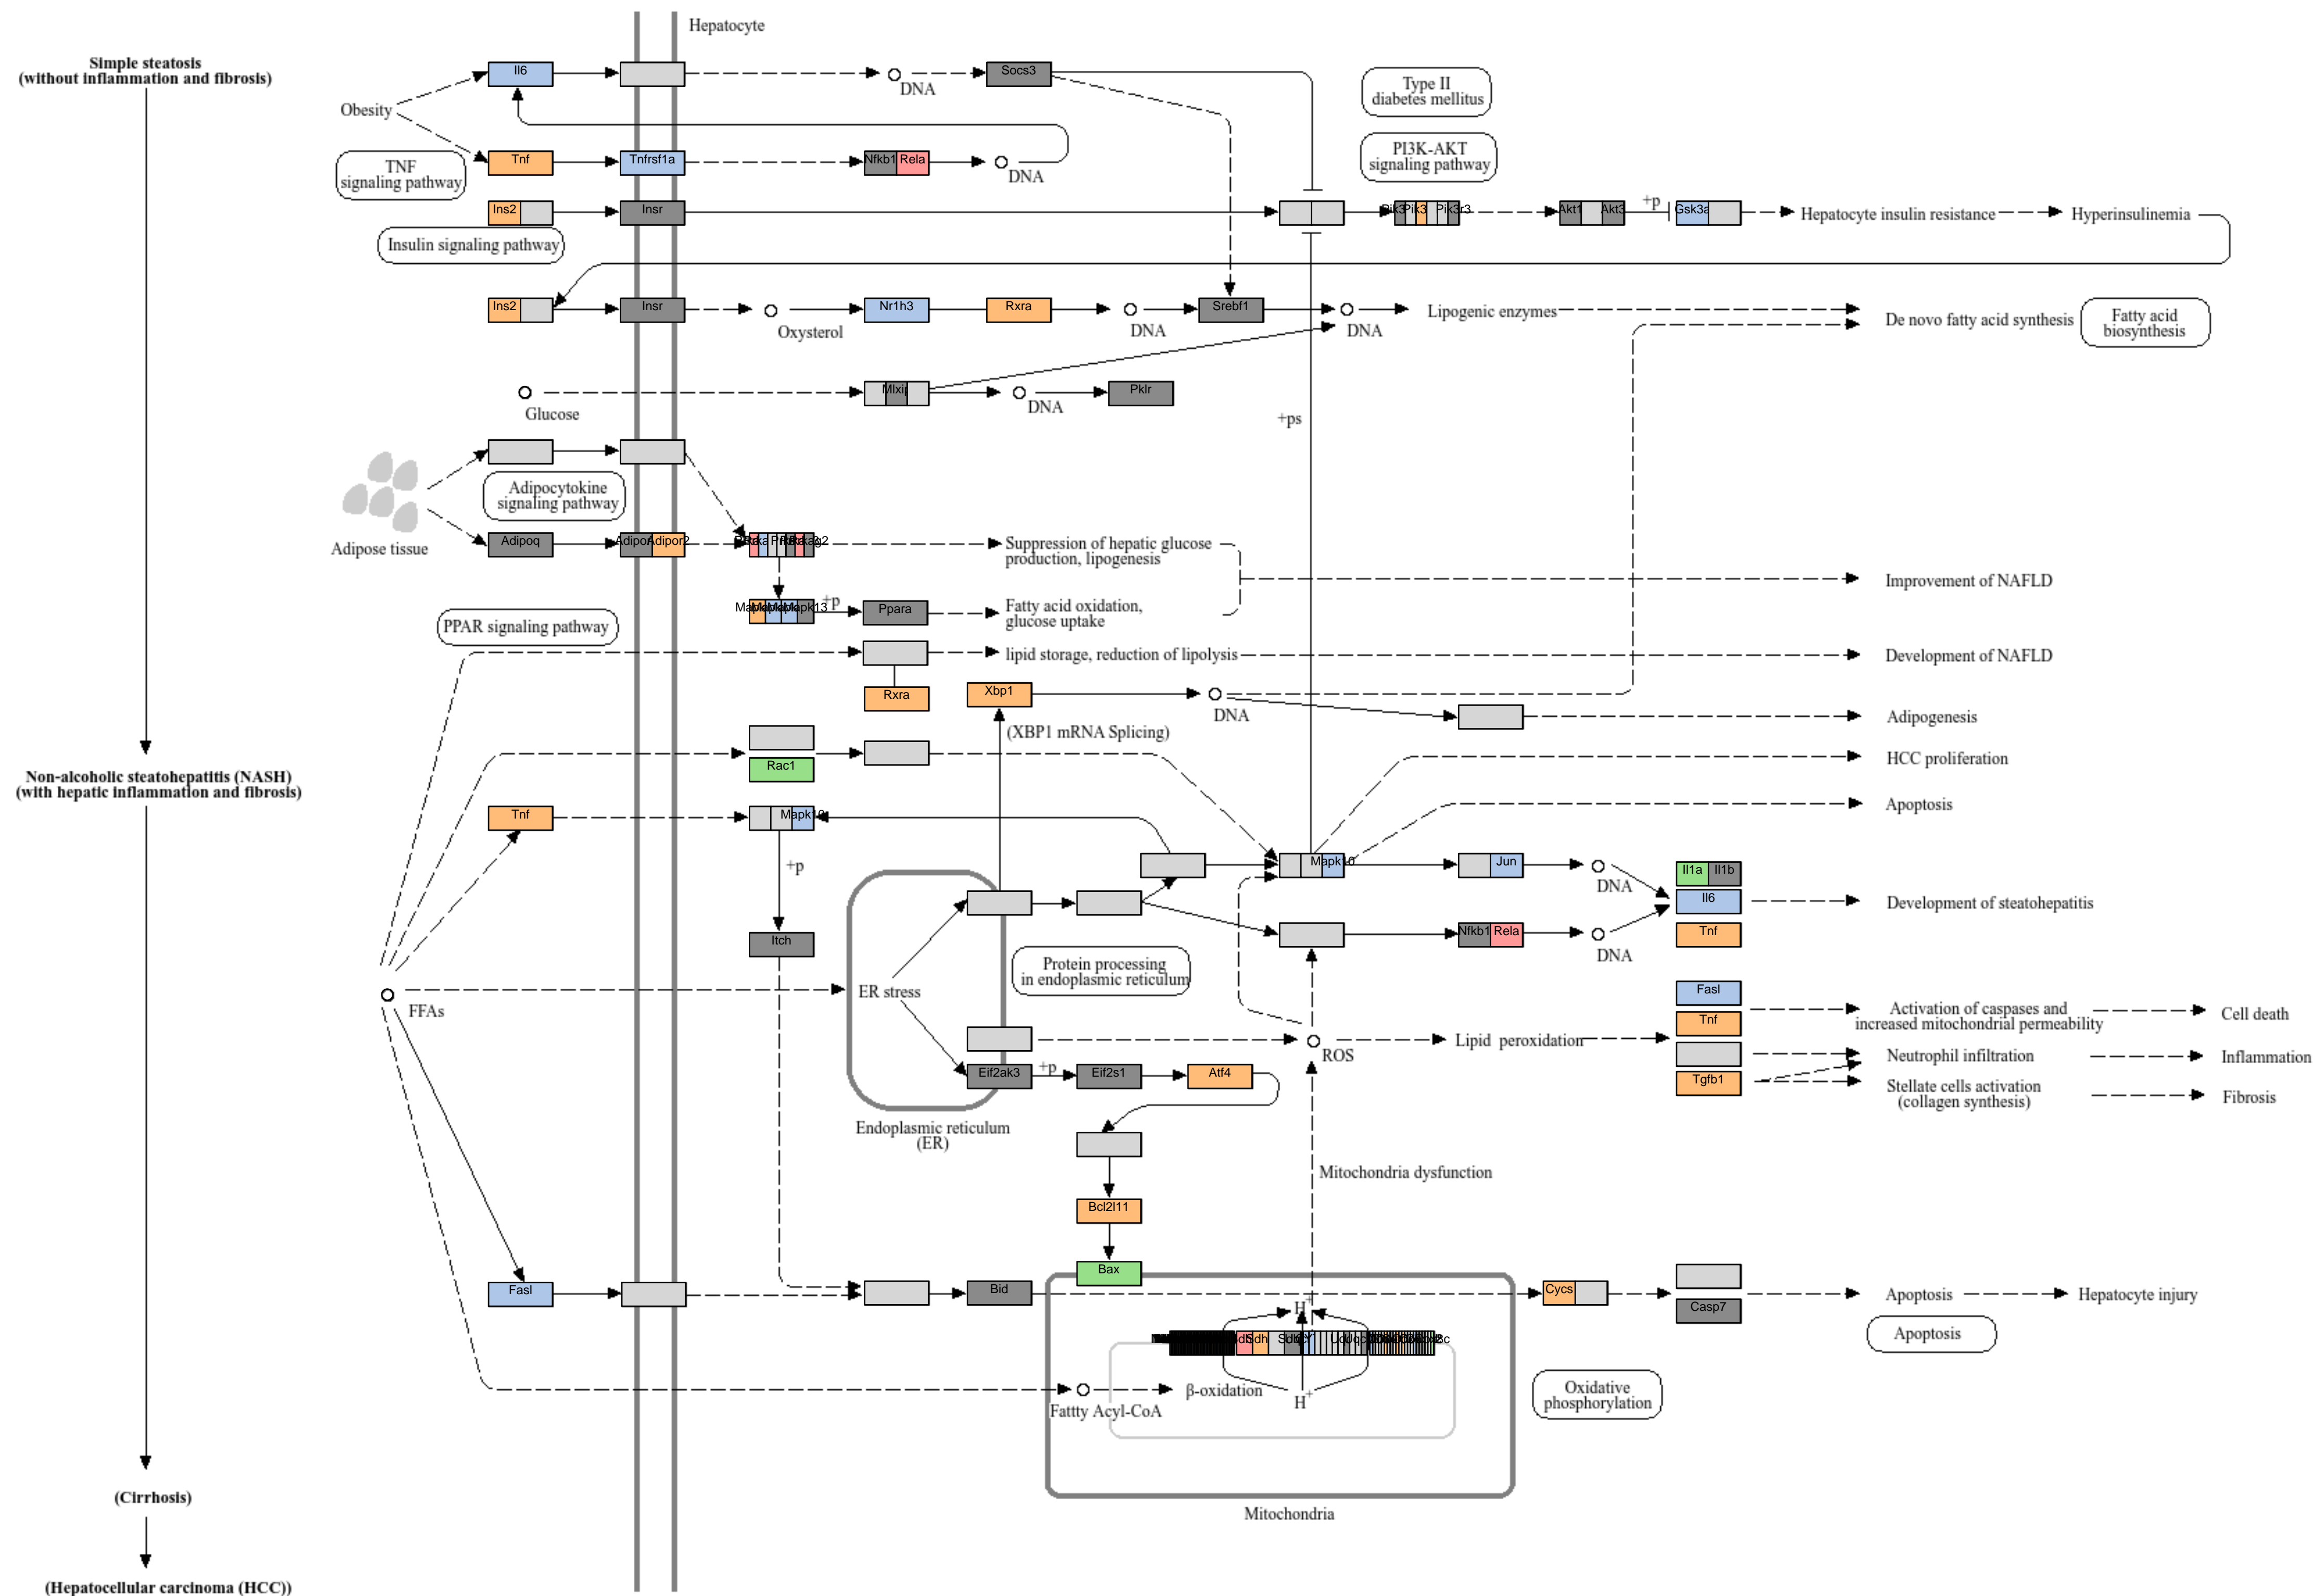 Hepatocyte
Simple steatosis
(without inflammation and fibrosis)
Il6
DNA
Socs3
Type II
diabetes mellitus
Obesity
TNF
signaling pathway
Tnf
Tnfrsf1a
Nfkb1
Rela
DNA
PI3K-AKT
signaling pathway
Ins2
Insr
Pik3r3
Akt1
Akt3
+p
Gsk3a
Hepatocyte insulin resistance
Hyperinsulinemia
Insulin signaling pathway
Ins2
Insr
Oxysterol
Nr1h3
Rxra
DNA
Srebf1
DNA
Lipogenic enzymes
De novo fatty acid synthesis
Fatty acid
biosynthesis
Glucose
Mlxip
DNA
Pklr
+ps
Adipocytokine
signaling pathway
Adipose tissue
Adipoq
Adipor2
Suppression of hepatic glucose
production, lipogenesis
Improvement of NAFLD
Mapk13
+p
Ppara
Fatty acid oxidation,
glucose uptake
PPAR signaling pathway
lipid storage, reduction of lipolysis
Development of NAFLD
Rxra
Xbp1
DNA
(XBP1 mRNA Splicing)
Adipogenesis
Rac1
HCC proliferation
Non-alcoholic steatohepatitis (NASH)
(with hepatic inflammation and fibrosis)
Tnf
Mapk10
Apoptosis
+p
Mapk10
Jun
DNA
Il1a
Il1b
Il6
Development of steatohepatitis
Itch
Nfkb1
Rela
DNA
Tnf
Protein processing
in endoplasmic reticulum
ER stress
FFAs
Fasl
Tnf
Activation of caspases and
increased mitochondrial permeability
Cell death
ROS
Lipid peroxidation
Neutrophil infiltration
Inflammation
Eif2ak3
+p
Eif2s1
Atf4
Tgfb1
Stellate cells activation
(collagen synthesis)
Fibrosis
Endoplasmic reticulum
(ER)
Mitochondria dysfunction
Bcl2l11
Bax
Fasl
Bid
Cycs
Casp7
Apoptosis
Hepatocyte injury
Apoptosis
H+
β-oxidation
H+
Fattty Acyl-CoA
Oxidative
phosphorylation
Mitochondria
(Cirrhosis)
(Hepatocellular carcinoma (HCC))